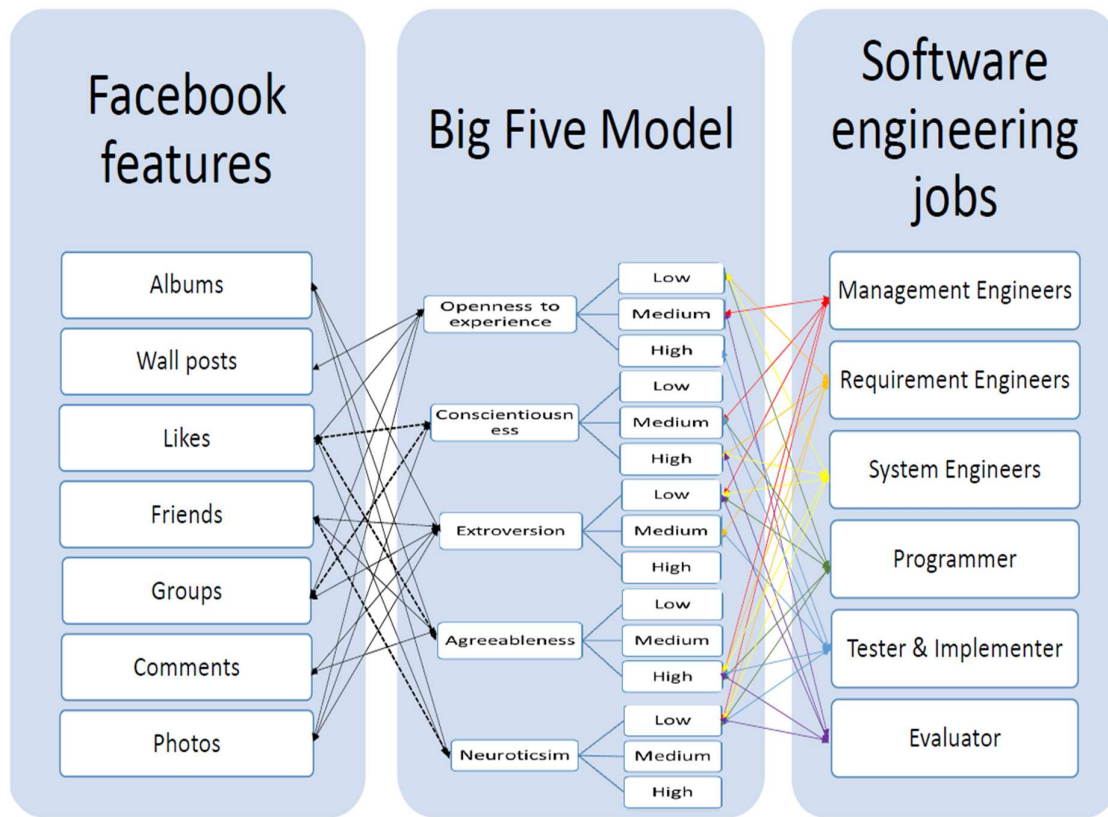 Facebook
features
Albums
Wall posts
Likes
Friends
Groups
Comments
Photos
Big Five Model
Openness to
experience
Low
Medium
High
Conscientiousn
ess
Low
Medium
High
Extroversion
Low
Medium
High
Agreeableness
Low
Medium
High
Neuroticsim
Low
Medium
High
Software
engineering
jobs
Management Engineers
Requirement Engineers
System Engineers
Programmer
Tester & Implementer
Evaluator